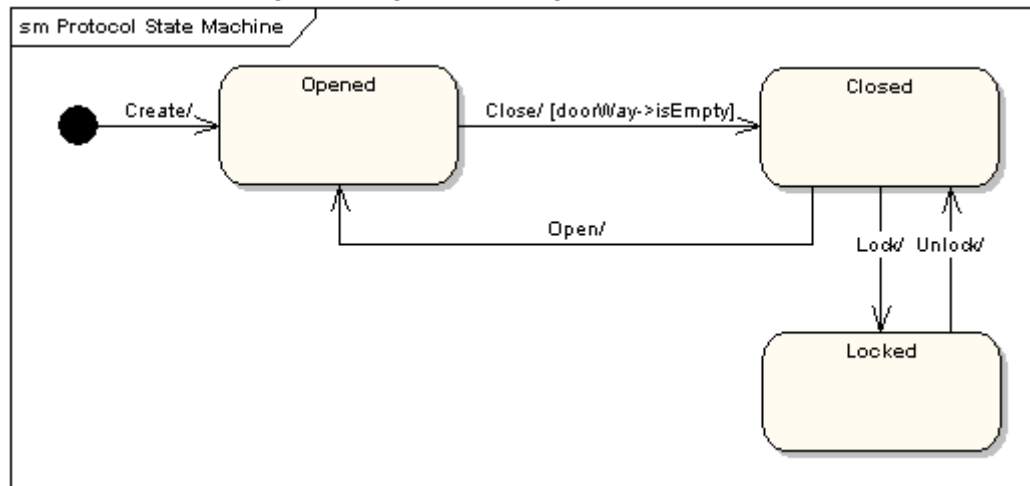 sm Protocol State Machine
Create/
Opened
Close/ [doorWay->isEmpty]
Closed
Open/
Lock/
Unlock/
Locked